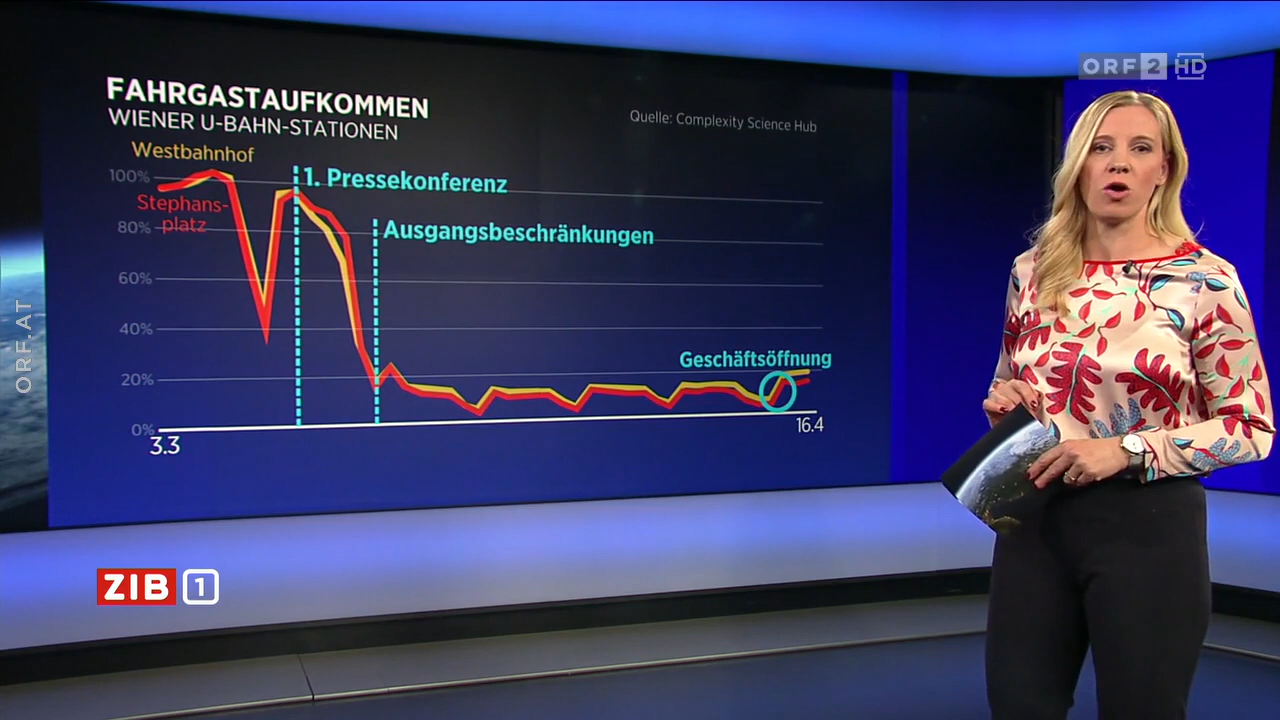 FAHRGASTAUFKOMMEN
WIENER U-BAHN-STATIONEN
Quelle: Complexity Science Hub
Westbahnhof
100%
Stephans-
platz
80%
60%
40%
20%
0%
1. Pressekonferenz
Ausgangsbeschränkungen
Geschäftsöffnung
3.3
16.4
ORF 2 HD
ORF.AT
ZIB 1